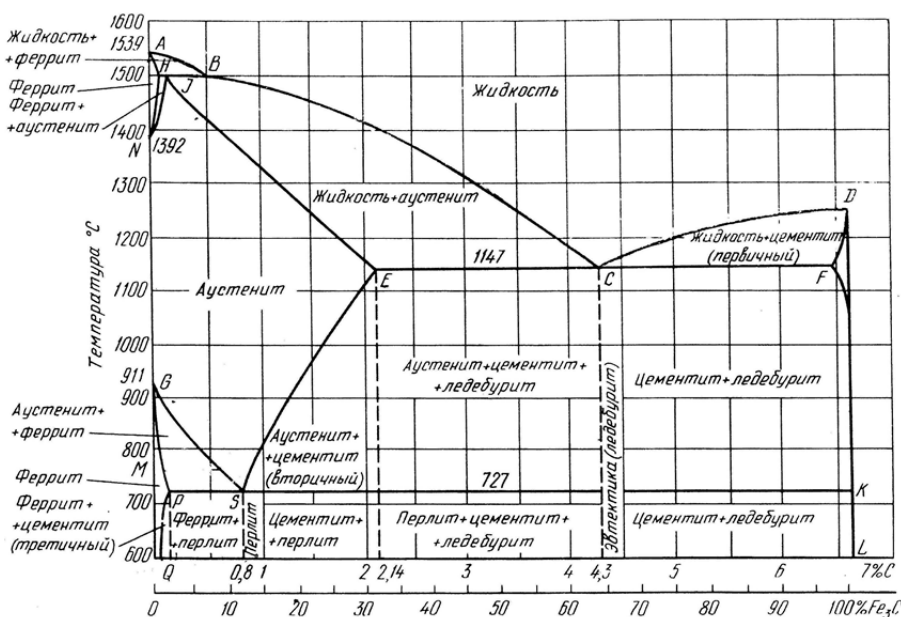 1600
1539
1500
1400
1392
1300
1200
1100
1000
911
900
800
700
600
Температура °С
Жидкость+
+феррит
Феррит
Феррит+
+аустенит
A
H
J
B
N
Жидкость
Жидкость+аустенит
D
Жидкость+цементит
(первичный)
1147
E
C
F
Аустенит
G
Аустенит+
+феррит
M
Феррит
Феррит+
+цементит
(третичный)
Аустенит+
+цементит
(вторичный)
Аустенит+цементит+
+ледебурит
Эвтектика (ледебурит)
Цементит+ледебурит
727
P
S
K
Феррит+
+перлит
Перлит
Цементит+
+перлит
Перлит+цементит+
+ледебурит
Цементит+ледебурит
L
Q 0,8 1 2 2,14 3 4 4,3 5 6 7%C
0 10 20 30 40 50 60 70 80 90 100%Fe₃C